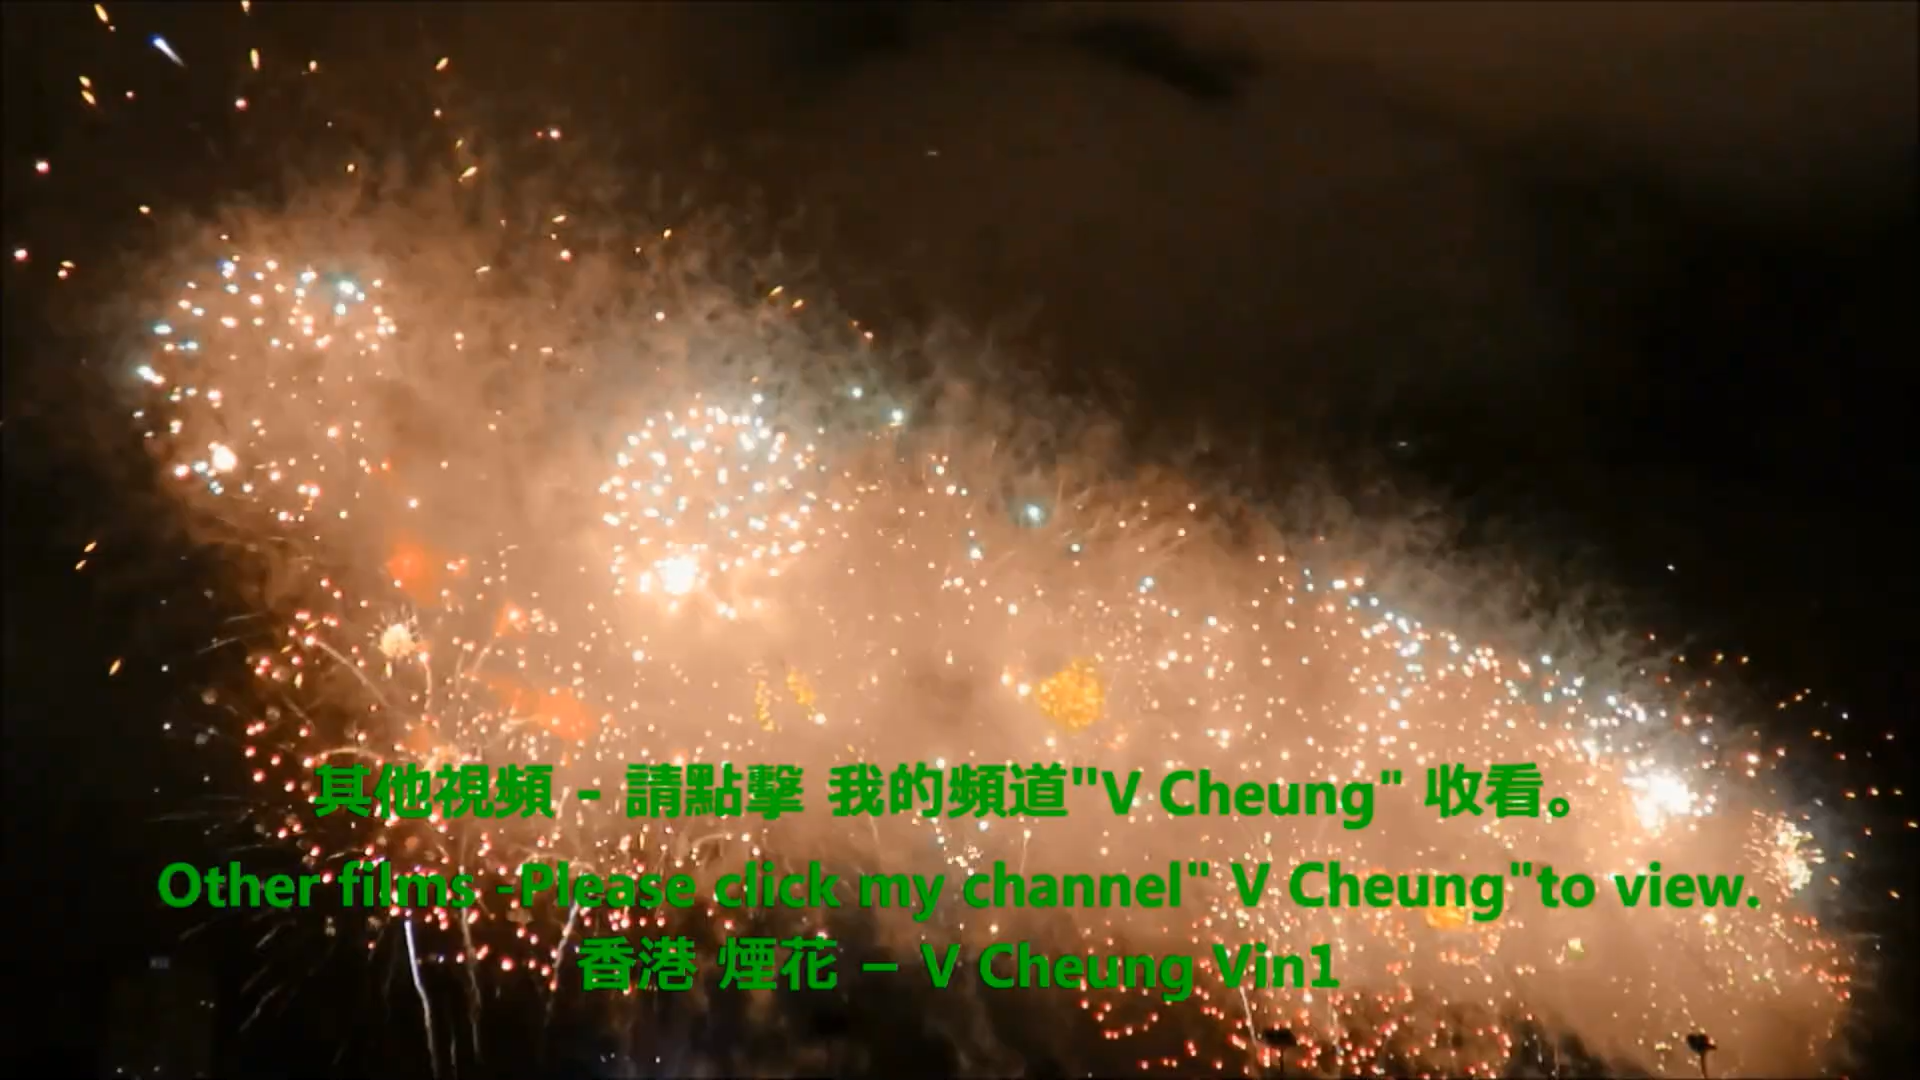 其他視頻 - 請點擊 我的頻道"V Cheung" 收看。
Other films -Please click my channel" V Cheung"to view.
香港 煙花 – V Cheung Vin1